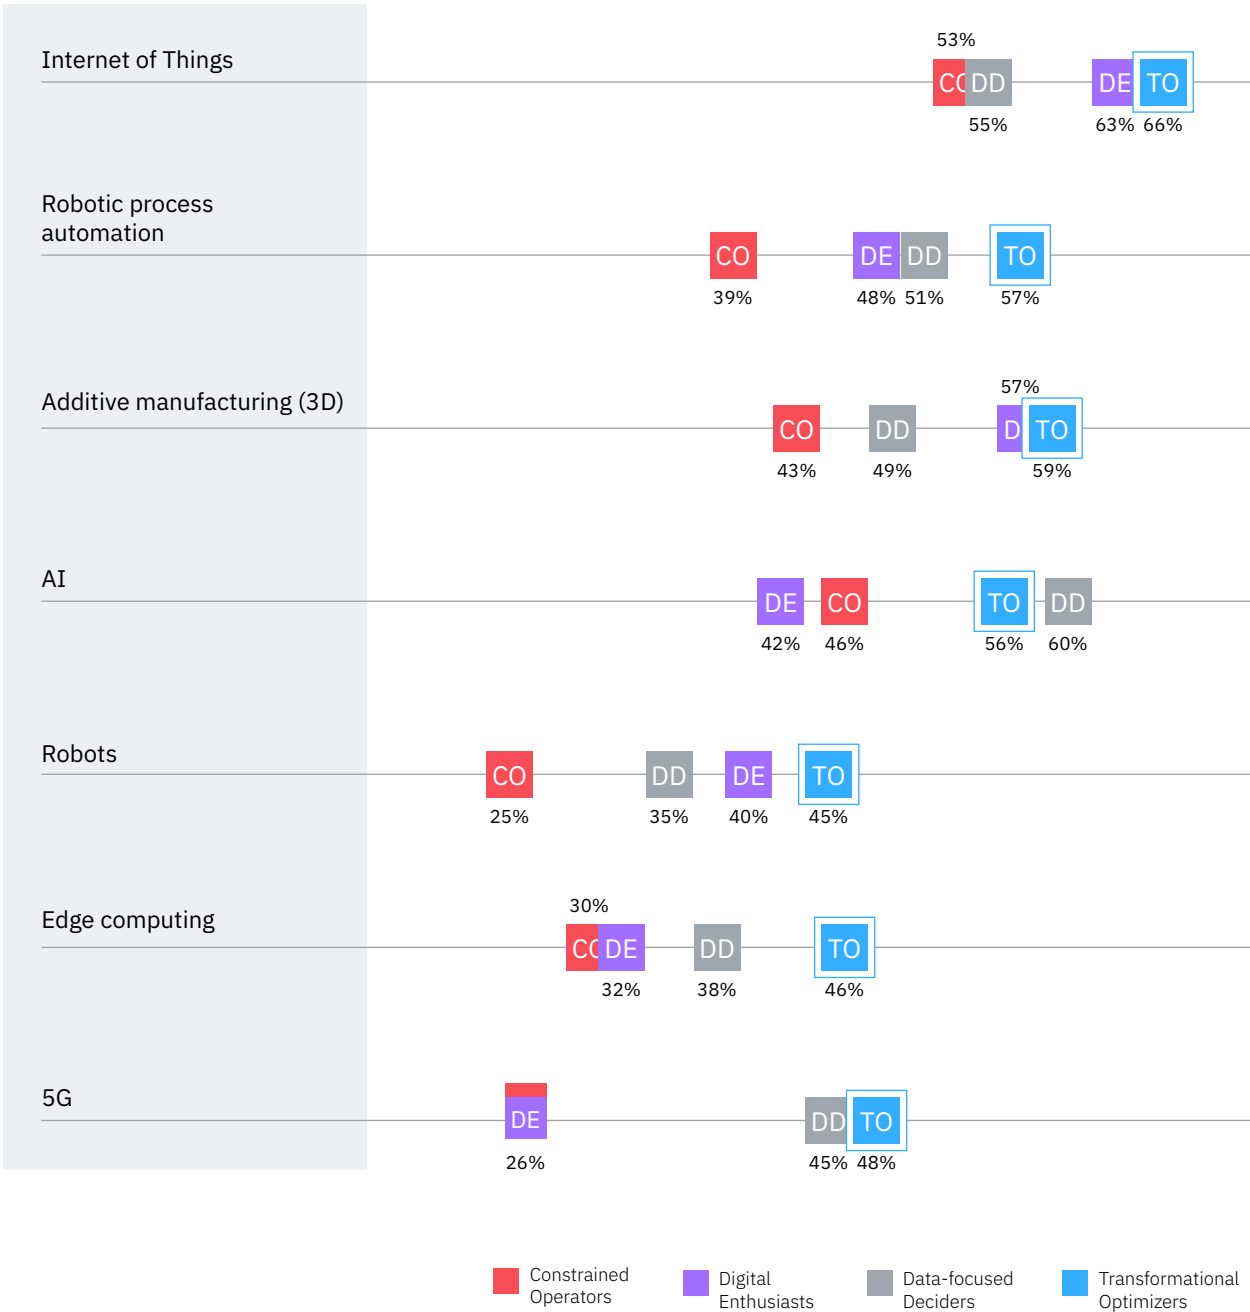 Internet of Things
53%
CO DD DE TO
55% 63% 66%
Robotic process
automation
CO DE DD TO
39% 48% 51% 57%
Additive manufacturing (3D)
57%
CO DD D TO
43% 49% 59%
AI
DE CO TO DD
42% 46% 56% 60%
Robots
CO DD DE TO
25% 35% 40% 45%
Edge computing
30%
CO DE DD TO
32% 38% 46%
5G
DE DD TO
26% 45% 48%
Constrained
Operators
Digital
Enthusiasts
Data-focused
Deciders
Transformational
Optimizers